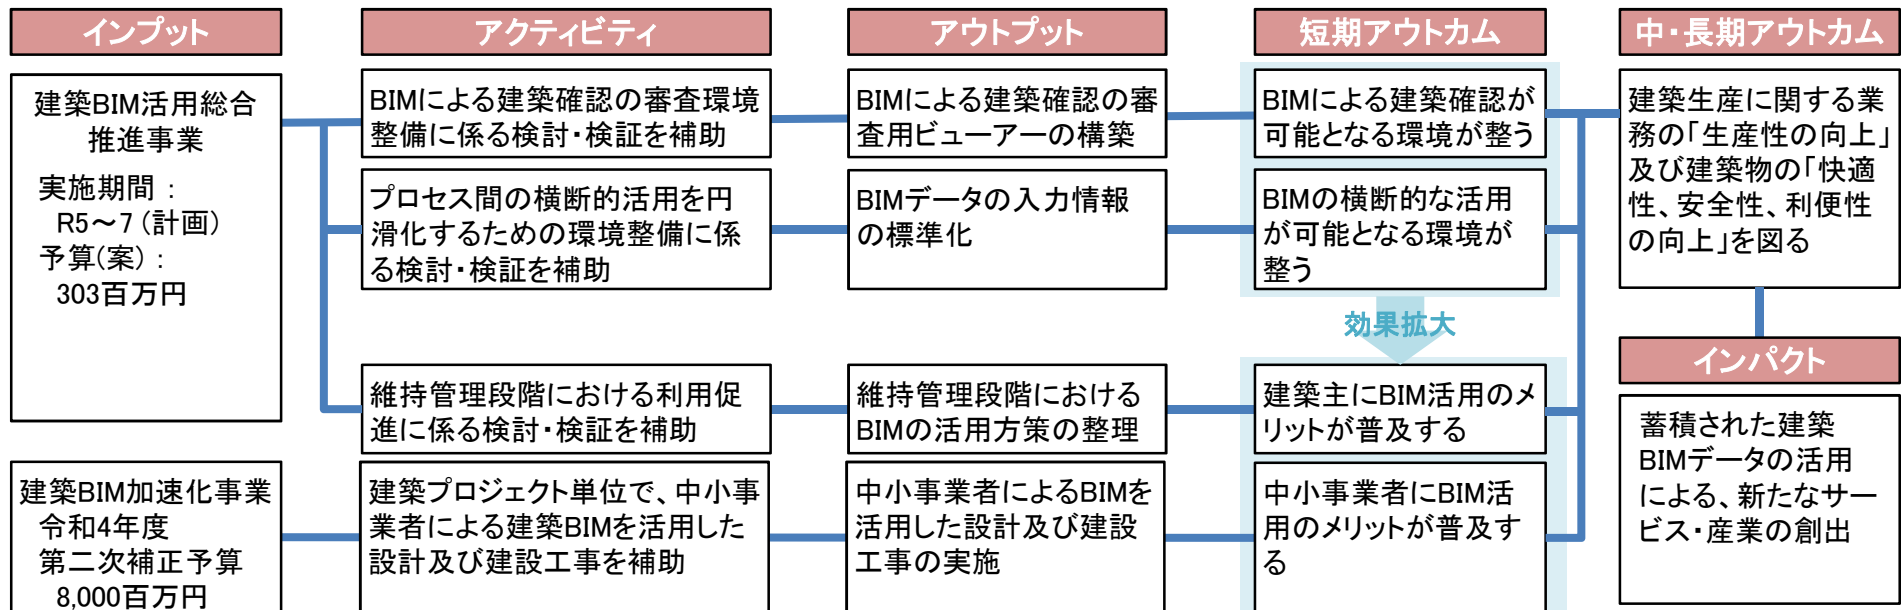 インプット
アクティビティ
アウトプット
短期アウトカム
中・長期アウトカム
建築BIM活用総合
推進事業
実施期間：
R5～7（計画）
予算(案)：
303百万円
BIMによる建築確認の審査環境
整備に係る検討・検証を補助
BIMによる建築確認の審
査用ビューアーの構築
BIMによる建築確認が
可能となる環境が整う
建築生産に関する業
務の「生産性の向上」
及び建築物の「快適
性、安全性、利便性
の向上」を図る
プロセス間の横断的活用を円
滑化するための環境整備に係
る検討・検証を補助
BIMデータの入力情報
の標準化
BIMの横断的な活用
が可能となる環境が
整う
効果拡大
維持管理段階における利用促
進に係る検討・検証を補助
維持管理段階における
BIMの活用方策の整理
建築主にBIM活用のメ
リットが普及する
インパクト
蓄積された建築
BIMデータの活用
による、新たなサー
ビス・産業の創出
建築BIM加速化事業
令和4年度
第二次補正予算
8,000百万円
建築プロジェクト単位で、中小事
業者による建築BIMを活用した
設計及び建設工事を補助
中小事業者によるBIMを
活用した設計及び建設
工事の実施
中小事業者にBIM活
用のメリットが普及す
る